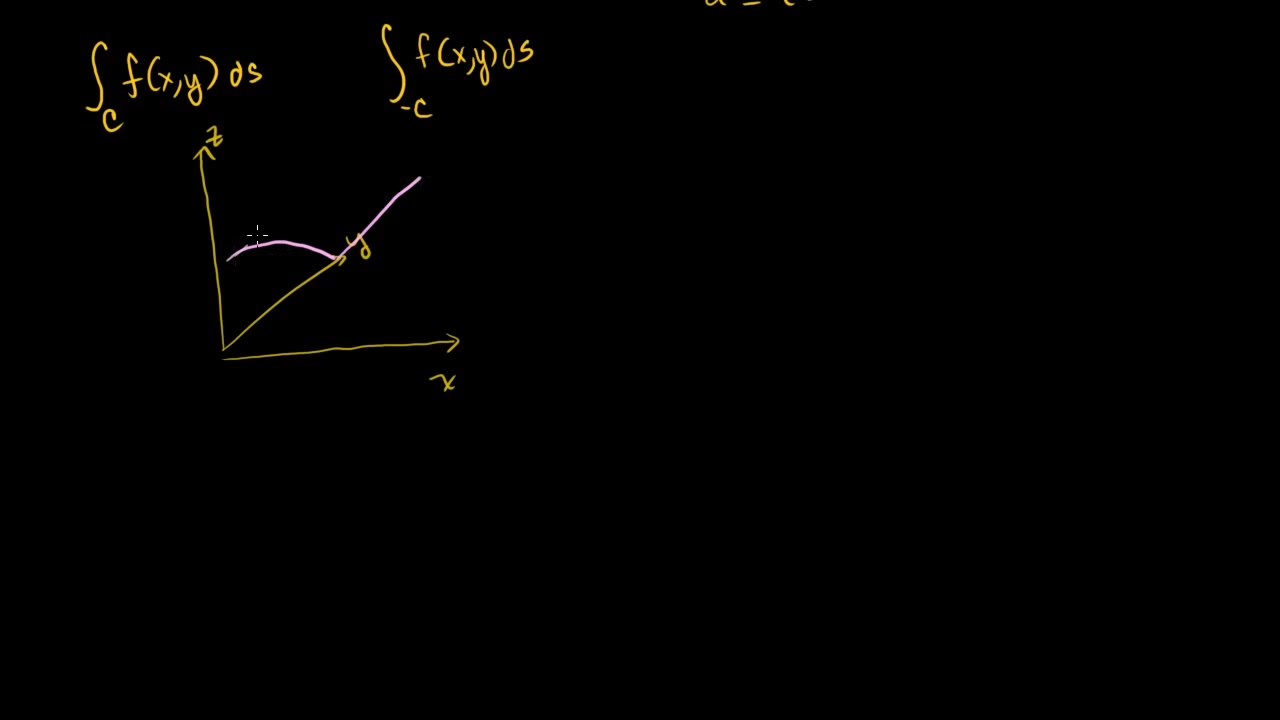 ∫_C f(x,y) ds   ∫_{-C} f(x,y) ds
z
y
x